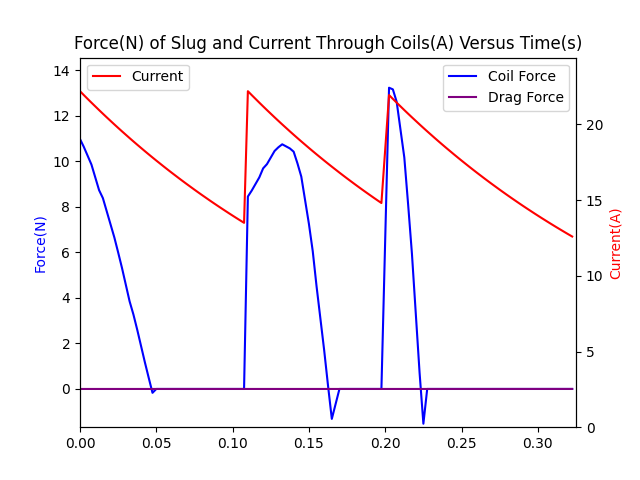 Force(N) of Slug and Current Through Coils(A) Versus Time(s)
Current
Coil Force
Drag Force
14
12
10
8
6
4
2
0
Force(N)
20
15
10
5
0
Current(A)
0.00 0.05 0.10 0.15 0.20 0.25 0.30